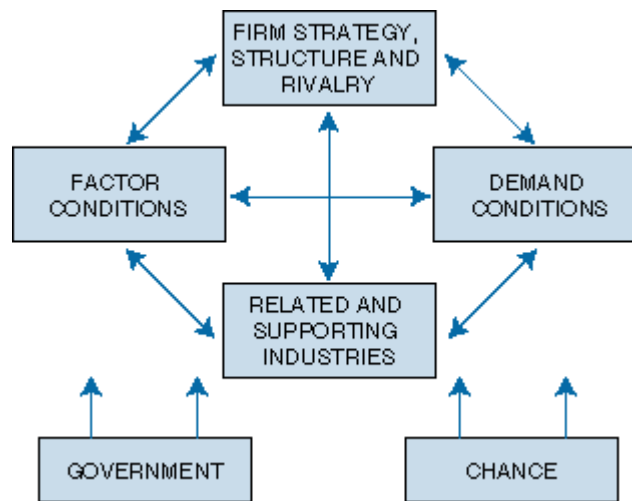 FIRM STRATEGY,
STRUCTURE AND
RIVALRY
FACTOR
CONDITIONS
DEMAND
CONDITIONS
RELATED AND
SUPPORTING
INDUSTRIES
GOVERNMENT
CHANCE